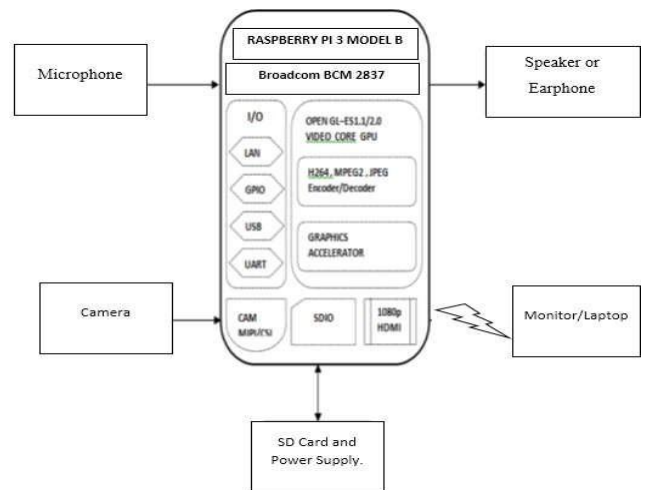 RASPBERRY PI 3 MODEL B
Broadcom BCM 2837
Microphone
Speaker or
Earphone
I/O
LAN
GPIO
USB
UART
OPEN GL-ES1.1/2.0
VIDEO CORE GPU
H264, MPEG2, JPEG
Encoder/Decoder
GRAPHICS
ACCELERATOR
Camera
CAM
MIPI/CSI
SDIO
1080p
HDMI
Monitor/Laptop
SD Card and
Power Supply.